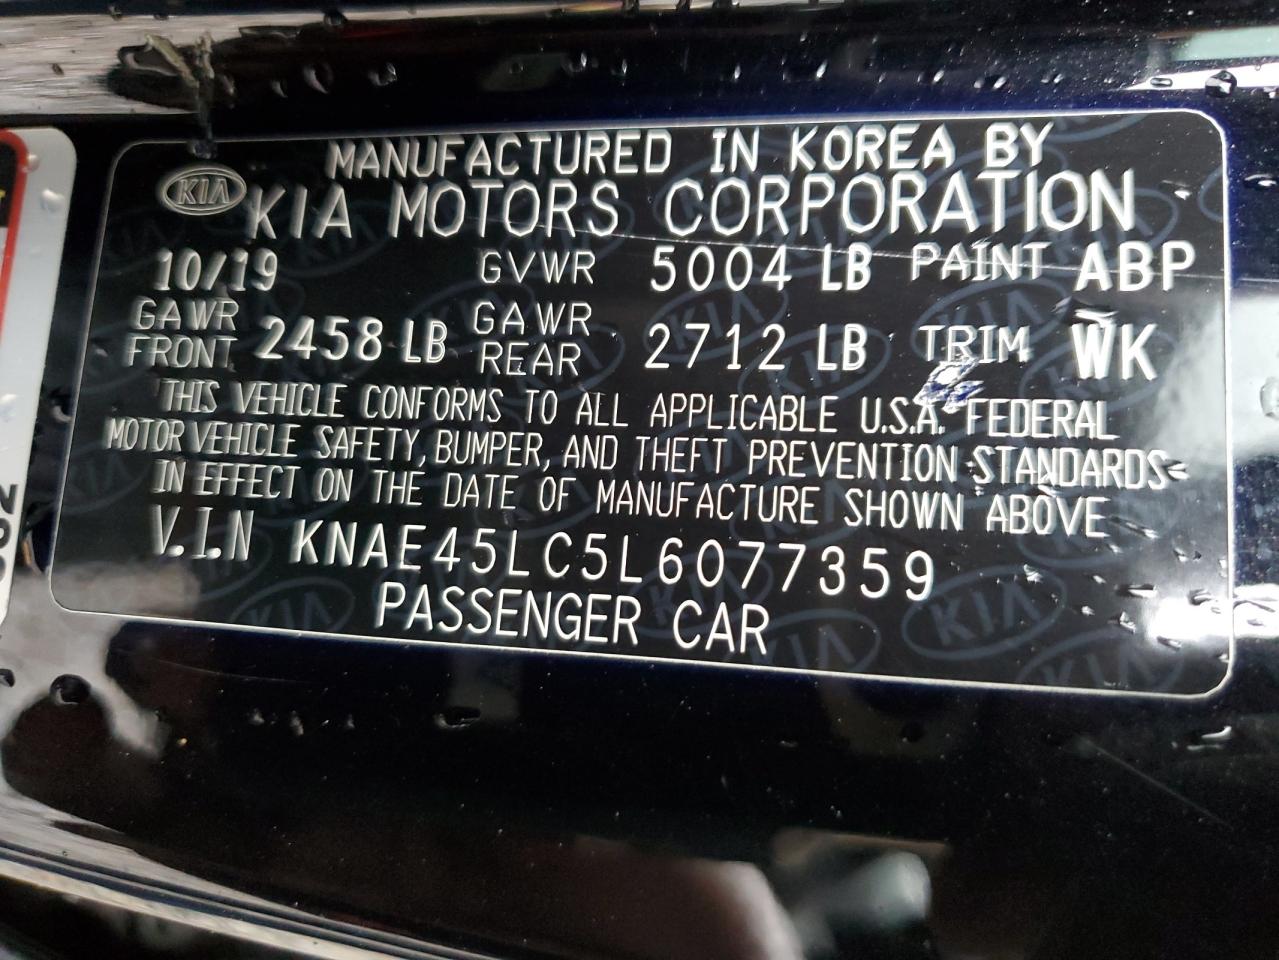 MANUFACTURED IN KOREA BY
KIA KIA MOTORS CORPORATION
10/19 GVWR 5004 LB PAINT ABP
GAWR FRONT 2458 LB GAWR REAR 2712 LB TRIM WK
THIS VEHICLE CONFORMS TO ALL APPLICABLE U.S.A. FEDERAL
MOTOR VEHICLE SAFETY, BUMPER, AND THEFT PREVENTION STANDARDS
IN EFFECT ON THE DATE OF MANUFACTURE SHOWN ABOVE
V.I.N KNAE45LC5L6077359
PASSENGER CAR